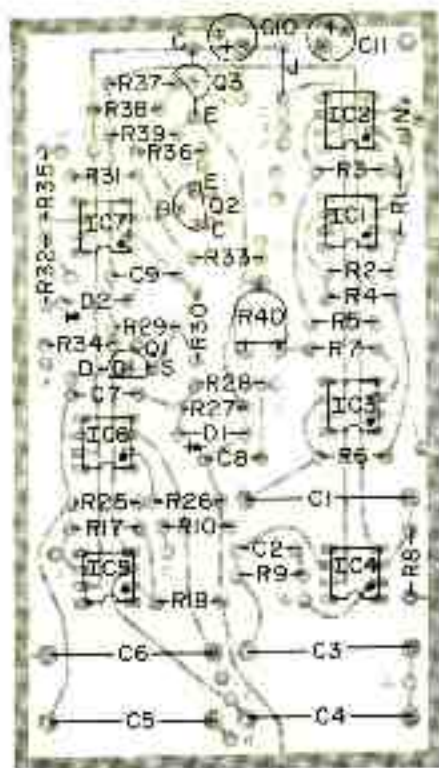 C C10 C11
R37 Q3 J
R38 E IC2
R39
R36 R3
R35 R31 E
B Q2 IC1 R1
IC7 C
R33 R2
R32 C9
D2 R4
R29 R30 R40 R5
R34 Q1 R7
D G S
C7 R28
R27 IC3
IC6 D1
C8 R6
R25 R26 C1
R17 R10
C2 R8
IC5 R9 IC4
R18
C6 C3
C5 C4